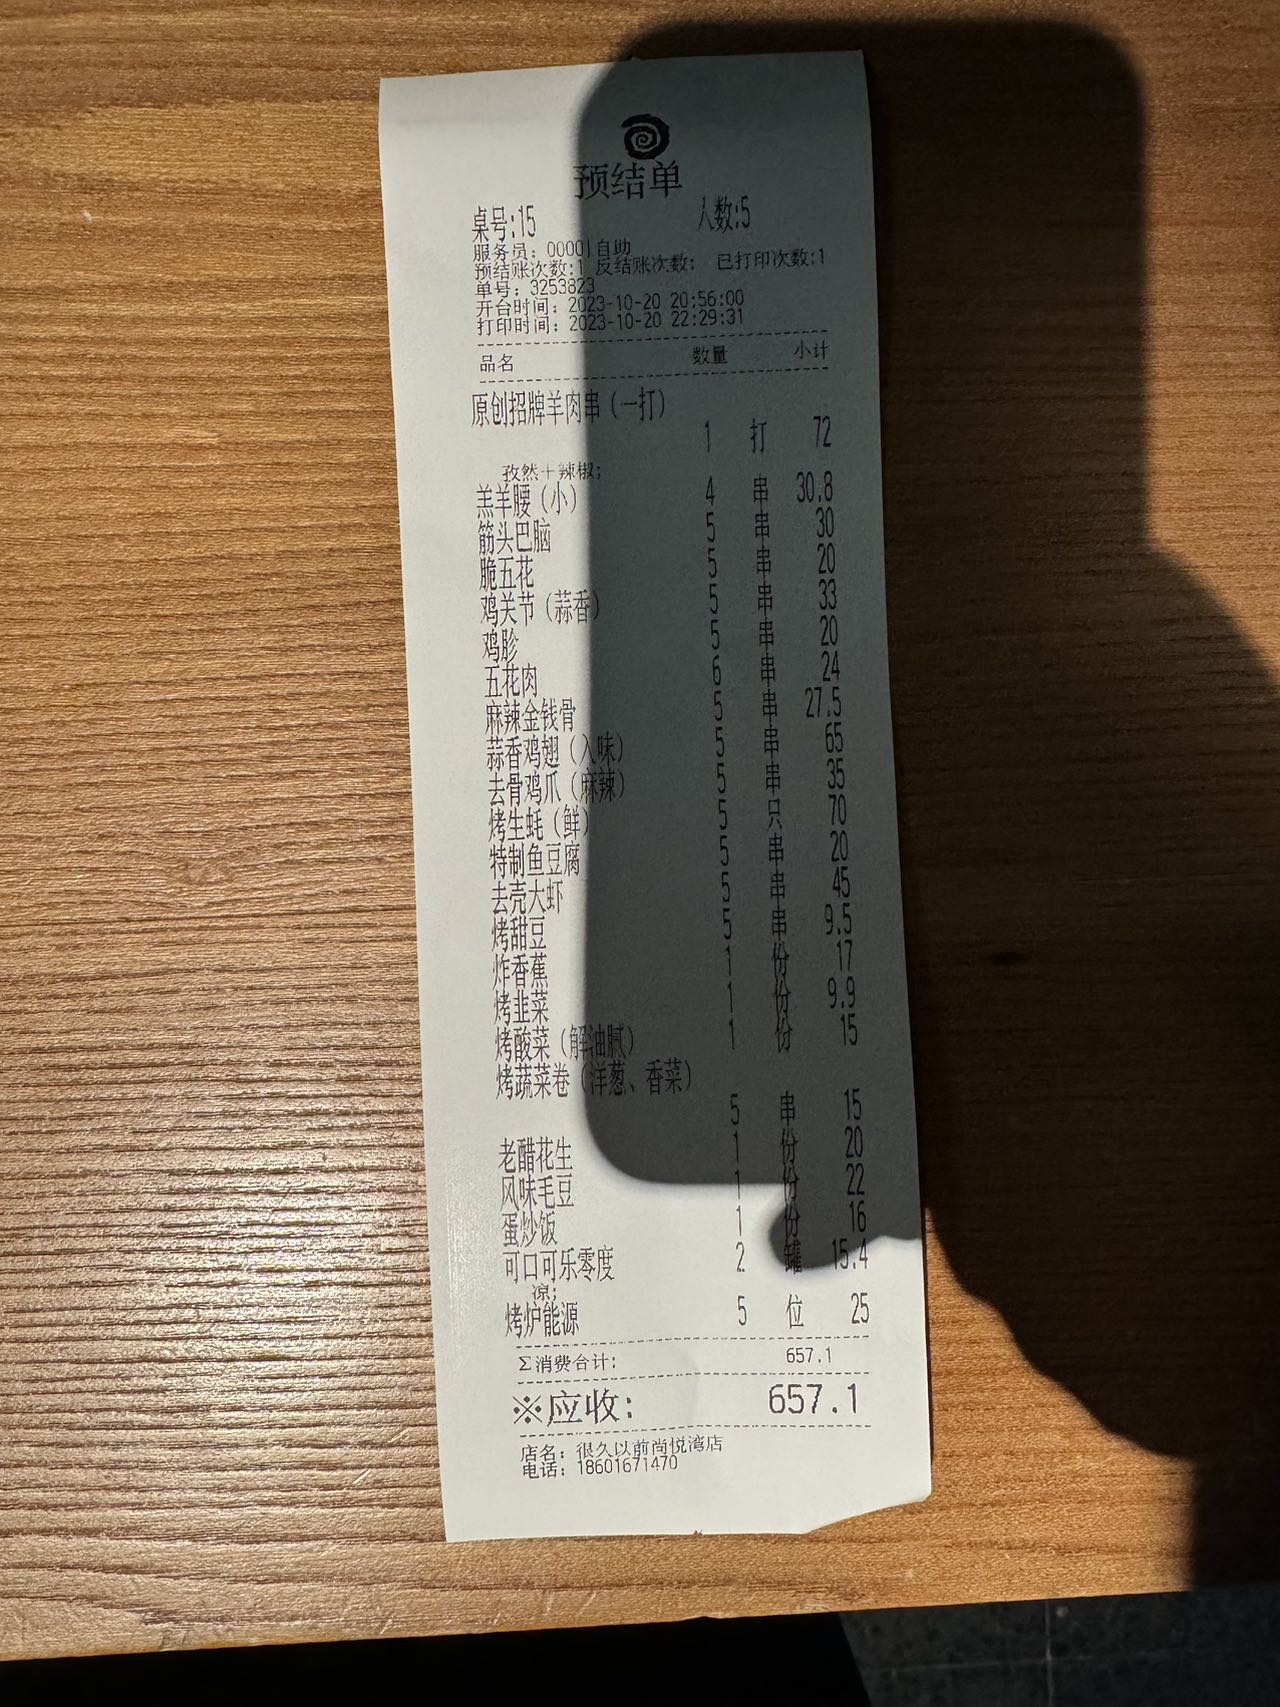 预结单
桌号:15 人数:5
服务员: 00001 自助
预结账次数:1 反结账次数: 已打印次数:1
单号: 3253823
开台时间: 2023-10-20 20:56:00
打印时间: 2023-10-20 22:29:31
品名 数量 小计
原创招牌羊肉串(一打)
1 打 72
孜然+辣椒;
羔羊腰(小) 4 串 30.8
筋头巴脑 5 串 30
脆五花 5 串 20
鸡关节(蒜香) 5 串 33
鸡胗 5 串 20
五花肉 6 串 24
麻辣金钱骨 5 串 27.5
蒜香鸡翅(入味) 5 串 65
去骨鸡爪(麻辣) 5 串 35
烤生蚝(鲜) 5 只 70
特制鱼豆腐 5 串 20
去壳大虾 5 串 45
烤甜豆 5 串 9.5
炸香蕉 1 份 17
烤韭菜 1 份 9.9
烤酸菜(解油腻) 1 份 15
烤蔬菜卷(洋葱、香菜)
5 串 15
老醋花生 1 份 20
风味毛豆 1 份 22
蛋炒饭 1 份 16
可口可乐零度 2 罐 15.4
凉;
烤炉能源 5 位 25
Σ消费合计: 657.1
※应收: 657.1
店名: 很久以前尚悦湾店
电话: 18601671470